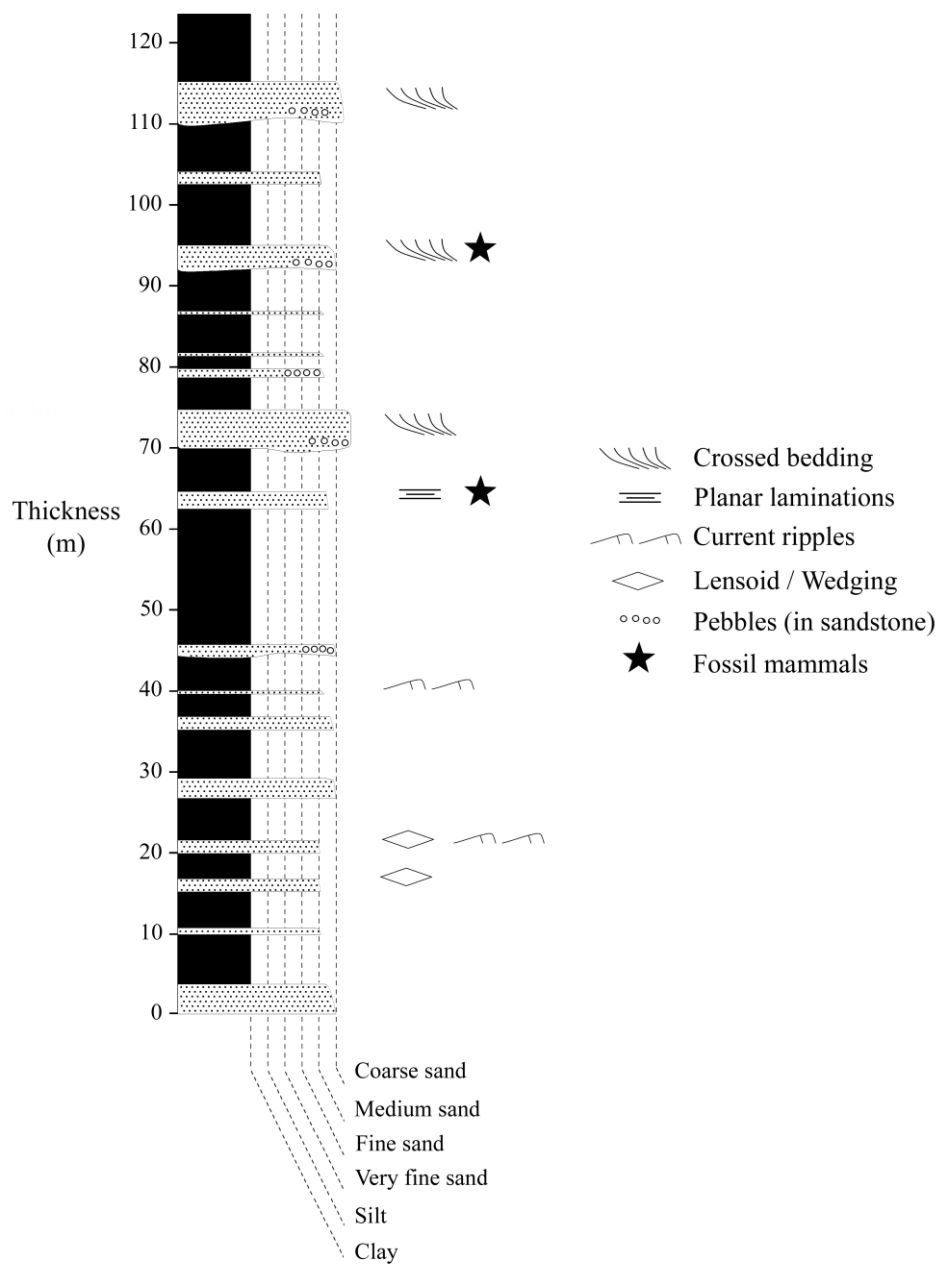 120
110
100
90
80
70
60
50
40
30
20
10
0
Thickness
(m)
Crossed bedding
Planar laminations
Current ripples
Lensoid / Wedging
Pebbles (in sandstone)
Fossil mammals
Coarse sand
Medium sand
Fine sand
Very fine sand
Silt
Clay